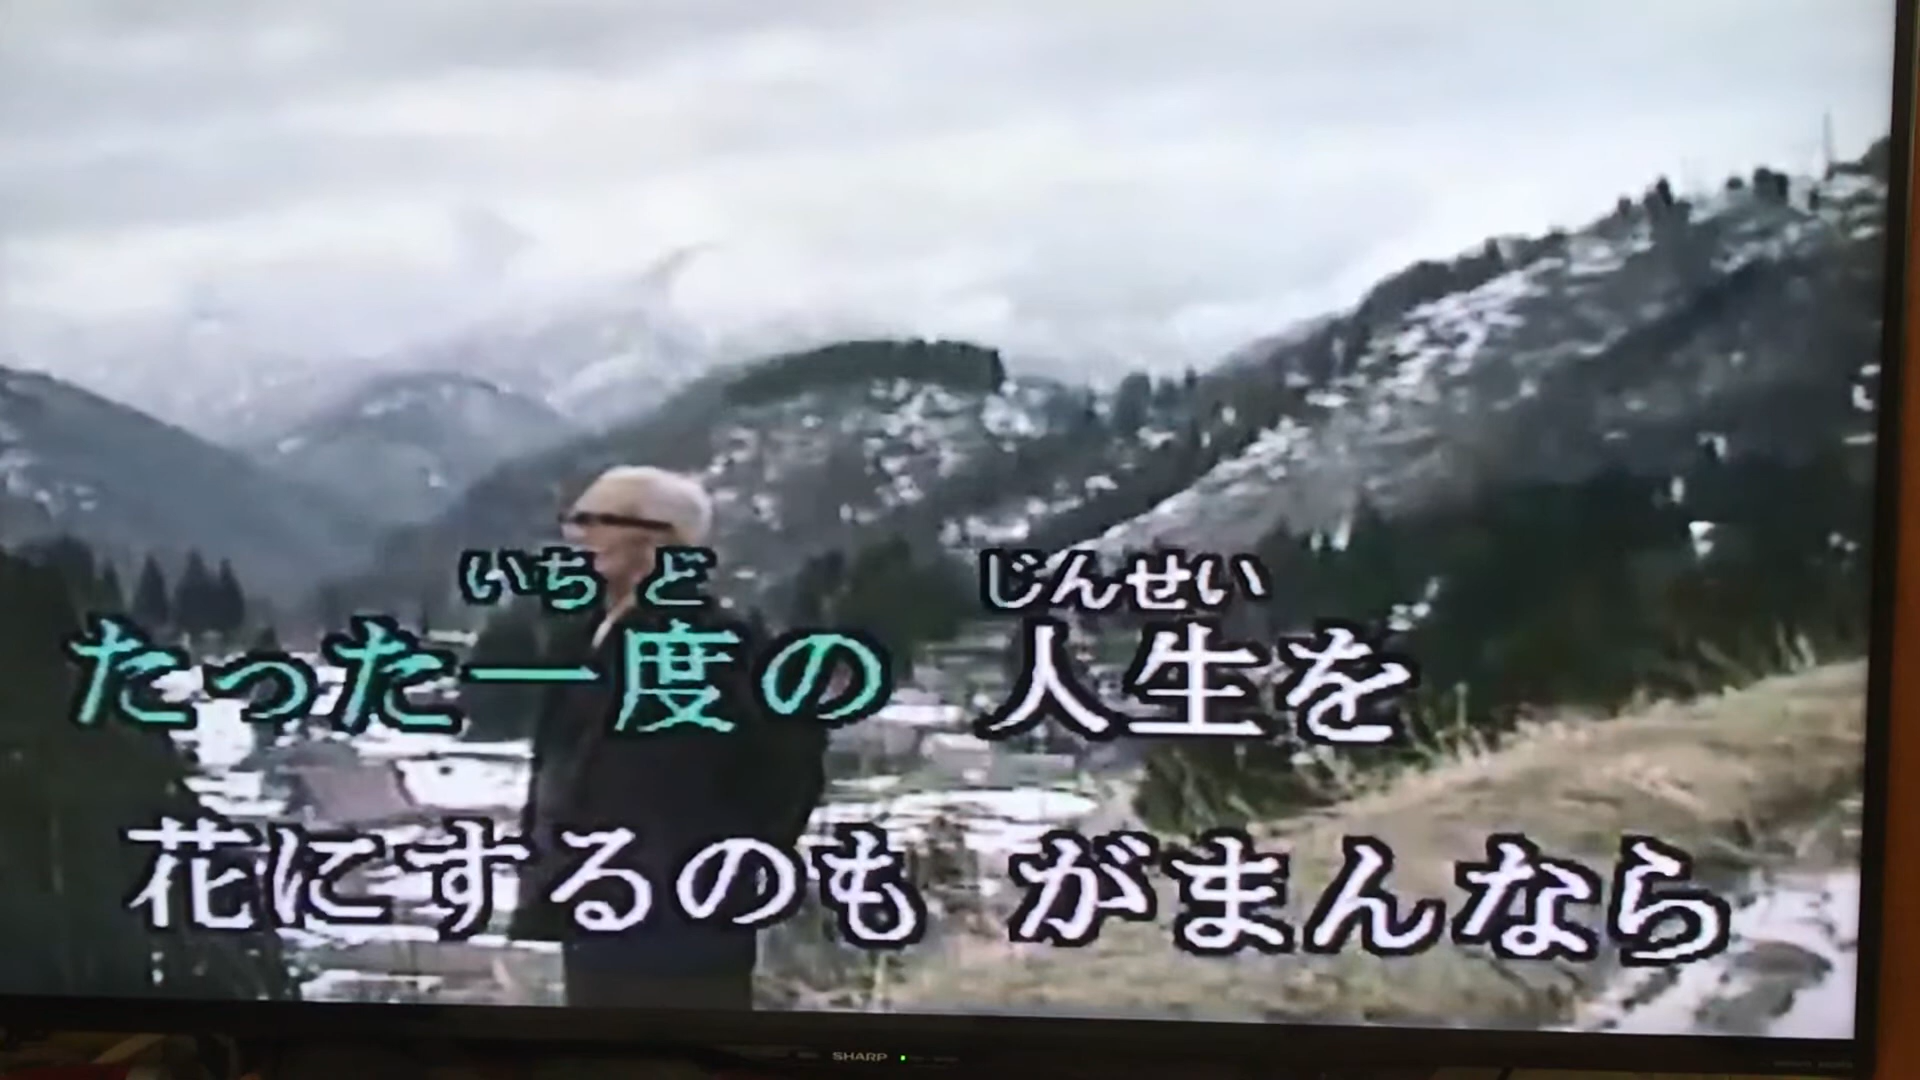 いちど じんせい
たった一度の 人生を
花にするのも がまんなら
SHARP